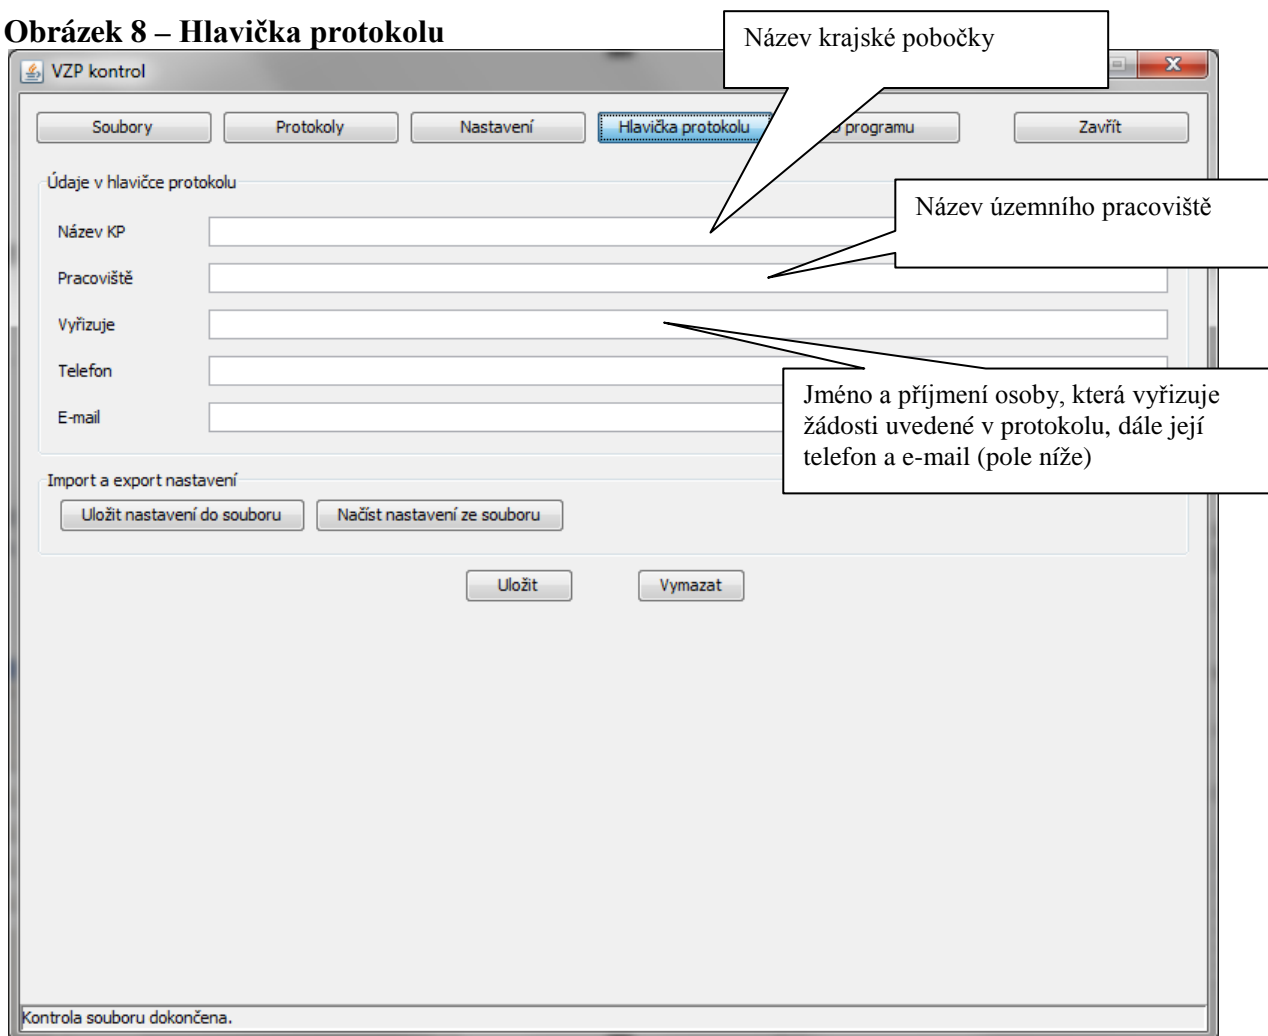 Obrázek 8 – Hlavička protokolu
Název krajské pobočky
VZP kontrol
Soubory
Protokoly
Nastavení
Hlavička protokolu
programu
Zavřít
Údaje v hlavičce protokolu
Název územního pracoviště
Název KP
Pracoviště
Vyřizuje
Telefon
Jméno a příjmení osoby, která vyřizuje
žádosti uvedené v protokolu, dále její
telefon a e-mail (pole níže)
E-mail
Import a export nastavení
Uložit nastavení do souboru
Načíst nastavení ze souboru
Uložit
Vymazat
Kontrola souboru dokončena.